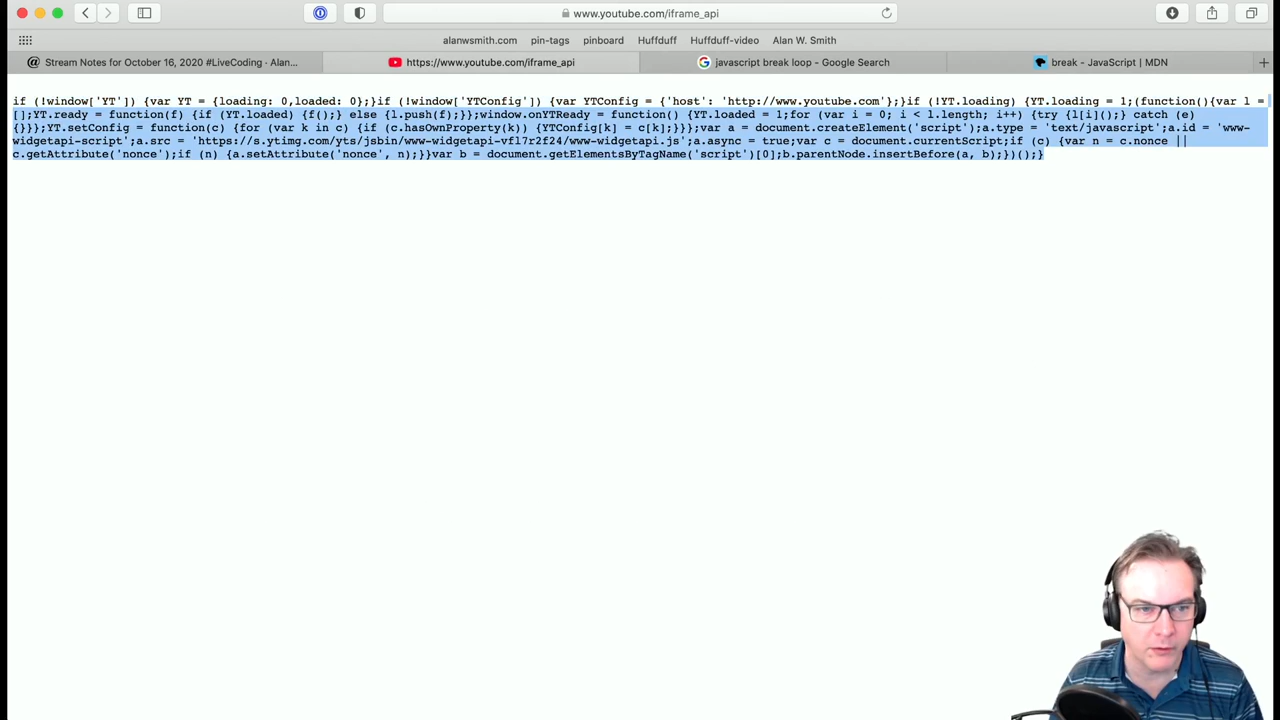 www.youtube.com/iframe_api
alanwsmith.com pin-tags pinboard Huffduff Huffduff-video Alan W. Smith
Stream Notes for October 16, 2020 #LiveCoding · Alan...
https://www.youtube.com/iframe_api
javascript break loop - Google Search
break - JavaScript | MDN
if (!window['YT']) {var YT = {loading: 0,loaded: 0};}if (!window['YTConfig']) {var YTConfig = {'host': 'http://www.youtube.com'};}if (!YT.loading) {YT.loading = 1;(function(){var l =
[];YT.ready = function(f) {if (YT.loaded) {f();} else {l.push(f);}};window.onYTReady = function() {YT.loaded = 1;for (var i = 0; i < l.length; i++) {try {l[i]();} catch (e)
{}}};YT.setConfig = function(c) {for (var k in c) {if (c.hasOwnProperty(k)) {YTConfig[k] = c[k];}}};var a = document.createElement('script');a.type = 'text/javascript';a.id = 'www-
widgetapi-script';a.src = 'https://s.ytimg.com/yts/jsbin/www-widgetapi-vfl7r2f24/www-widgetapi.js';a.async = true;var c = document.currentScript;if (c) {var n = c.nonce ||
c.getAttribute('nonce');if (n) {a.setAttribute('nonce', n);}}var b = document.getElementsByTagName('script')[0];b.parentNode.insertBefore(a, b);})();}